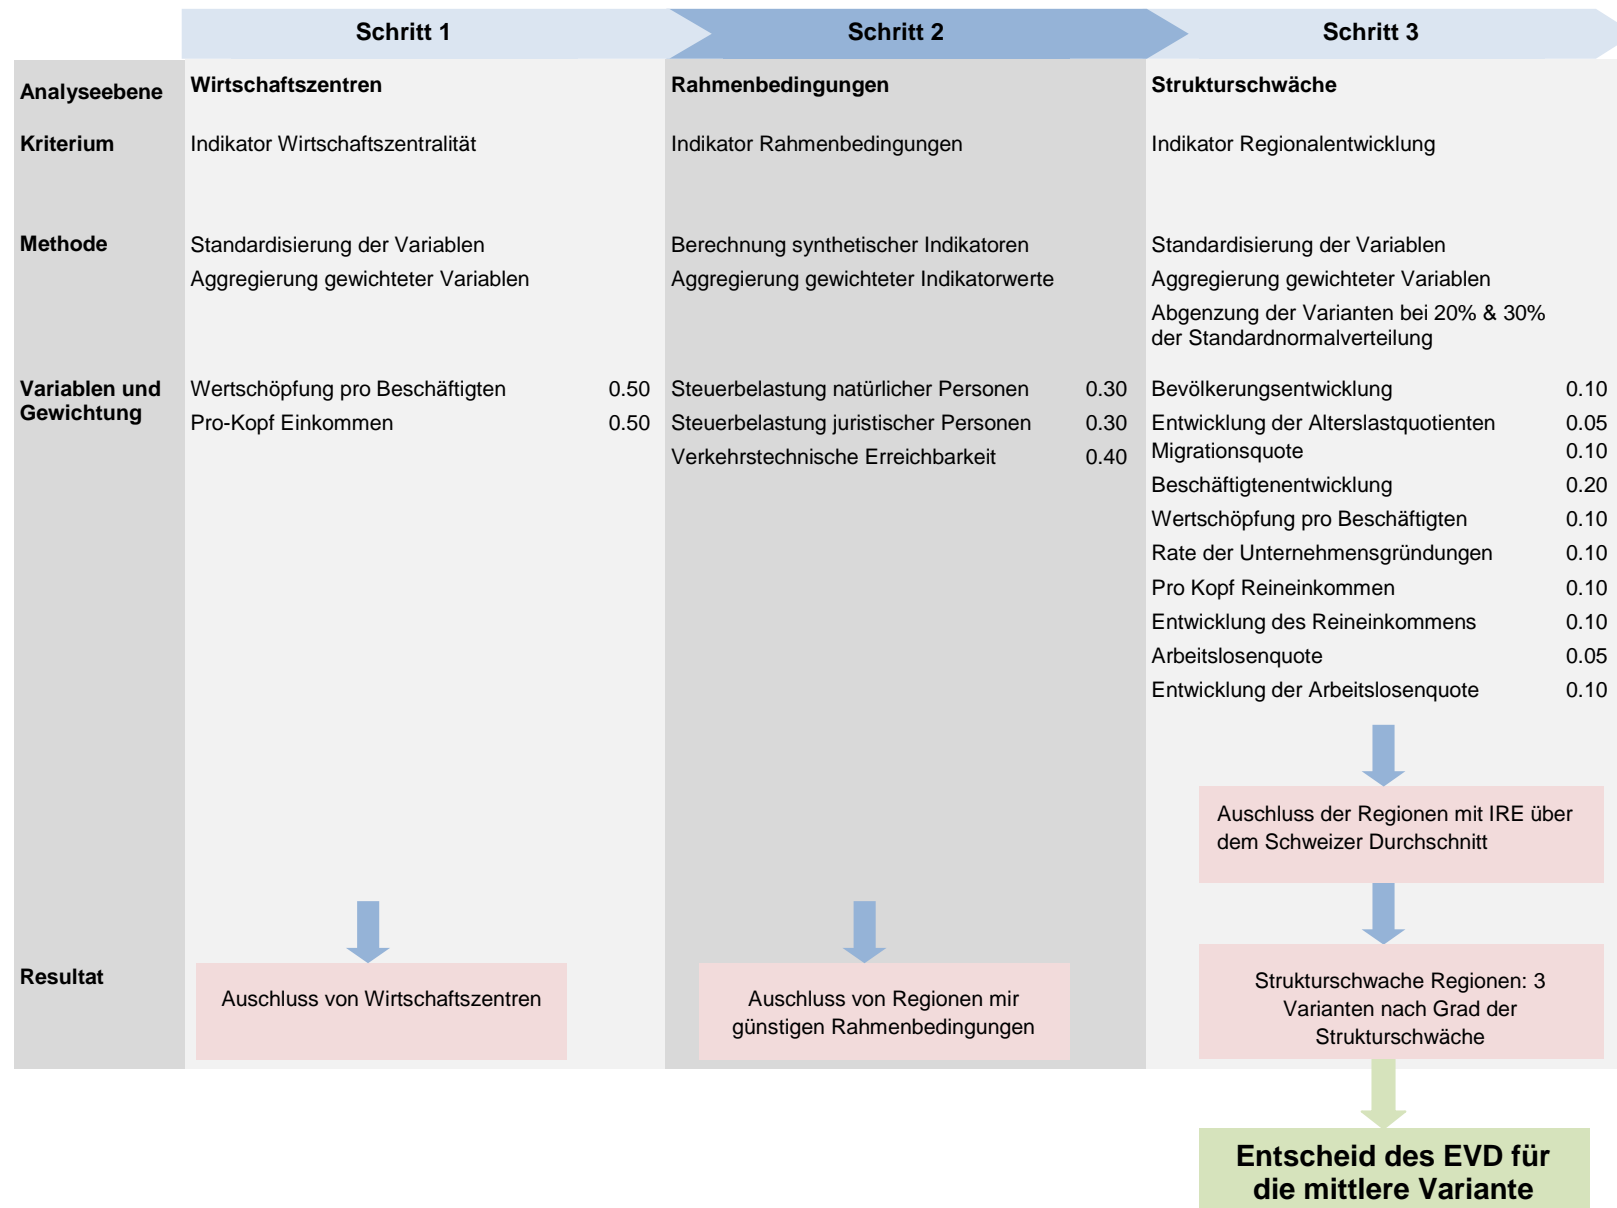 Schritt 1
Schritt 2
Schritt 3
Analyseebene
Wirtschaftszentren
Rahmenbedingungen
Strukturschwäche
Kriterium
Indikator Wirtschaftszentralität
Indikator Rahmenbedingungen
Indikator Regionalentwicklung
Methode
Standardisierung der Variablen
Aggregierung gewichteter Variablen
Berechnung synthetischer Indikatoren
Aggregierung gewichteter Indikatorwerte
Standardisierung der Variablen
Aggregierung gewichteter Variablen
Abgenzung der Varianten bei 20% & 30%
der Standardnormalverteilung
Variablen und
Gewichtung
Wertschöpfung pro Beschäftigten 0.50
Pro-Kopf Einkommen 0.50
Steuerbelastung natürlicher Personen 0.30
Steuerbelastung juristischer Personen 0.30
Verkehrstechnische Erreichbarkeit 0.40
Bevölkerungsentwicklung 0.10
Entwicklung der Alterslastquotienten 0.05
Migrationsquote 0.10
Beschäftigtenentwicklung 0.20
Wertschöpfung pro Beschäftigten 0.10
Rate der Unternehmensgründungen 0.10
Pro Kopf Reineinkommen 0.10
Entwicklung des Reineinkommens 0.10
Arbeitslosenquote 0.05
Entwicklung der Arbeitslosenquote 0.10
Auschluss der Regionen mit IRE über
dem Schweizer Durchschnitt
Resultat
Auschluss von Wirtschaftszentren
Auschluss von Regionen mir
günstigen Rahmenbedingungen
Strukturschwache Regionen: 3
Varianten nach Grad der
Strukturschwäche
Entscheid des EVD für
die mittlere Variante